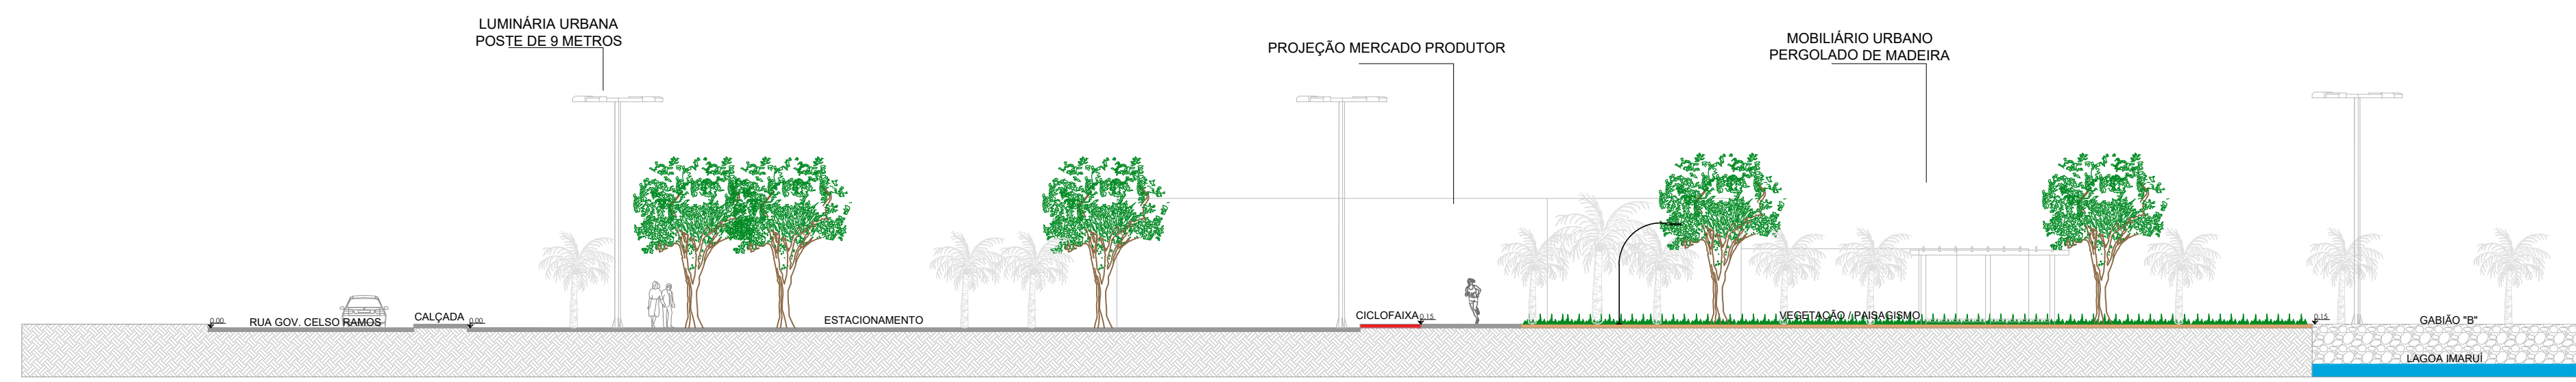 LUMINÁRIA URBANA
POSTE DE 9 METROS
PROJEÇÃO MERCADO PRODUTOR
MOBILIÁRIO URBANO
PERGOLADO DE MADEIRA
0.00
RUA GOV. CELSO RAMOS
CALÇADA
0.00
ESTACIONAMENTO
CICLOFAIXA
0.15
VEGETAÇÃO / PAISAGISMO
0.15
GABIÃO "B"
LAGOA IMARUÍ